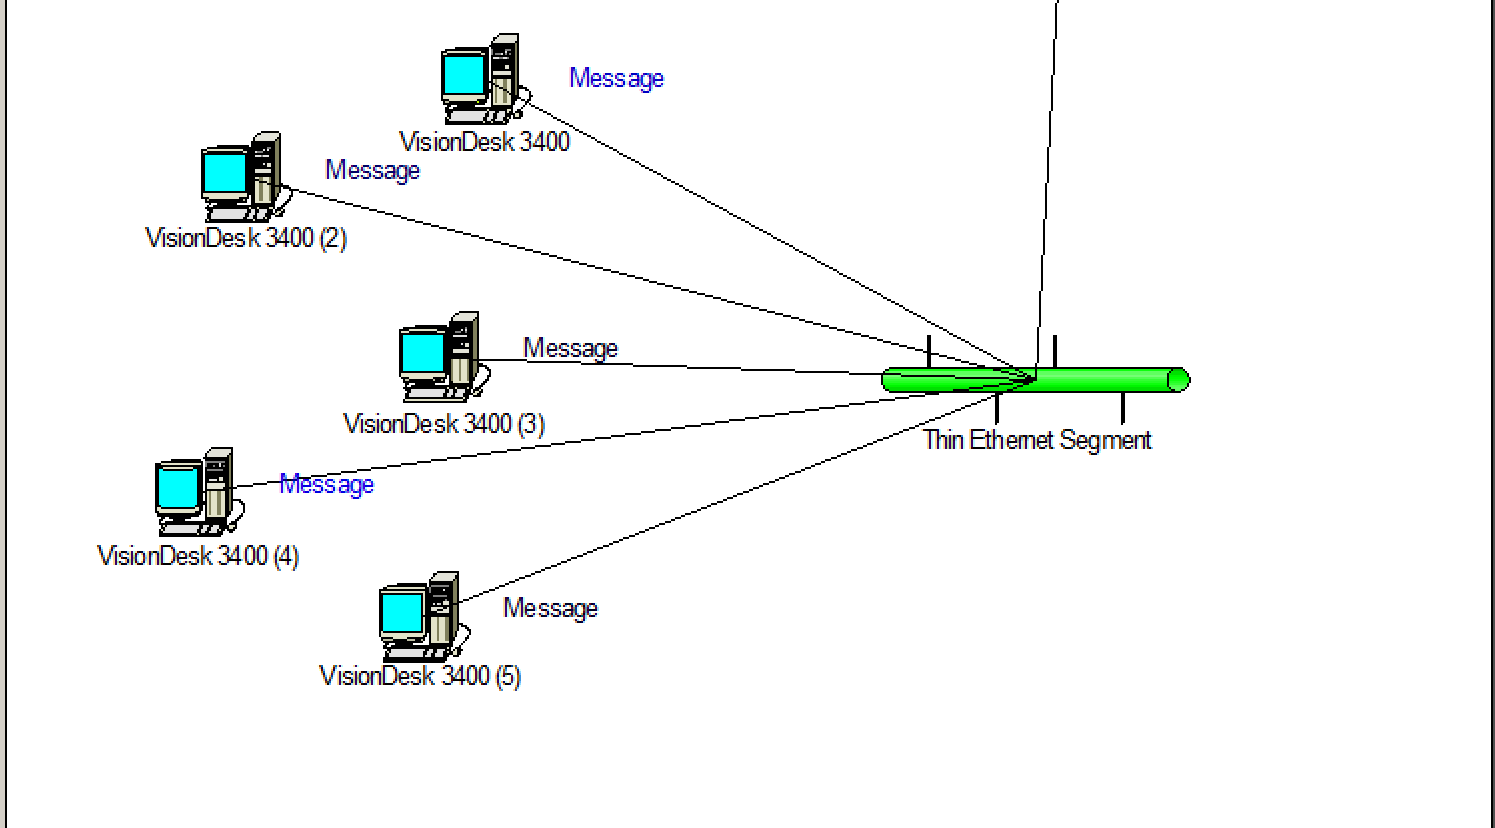 Message
VisionDesk 3400
Message
VisionDesk 3400 (2)
Message
VisionDesk 3400 (3)
Thin Ethernet Segment
Message
VisionDesk 3400 (4)
Message
VisionDesk 3400 (5)